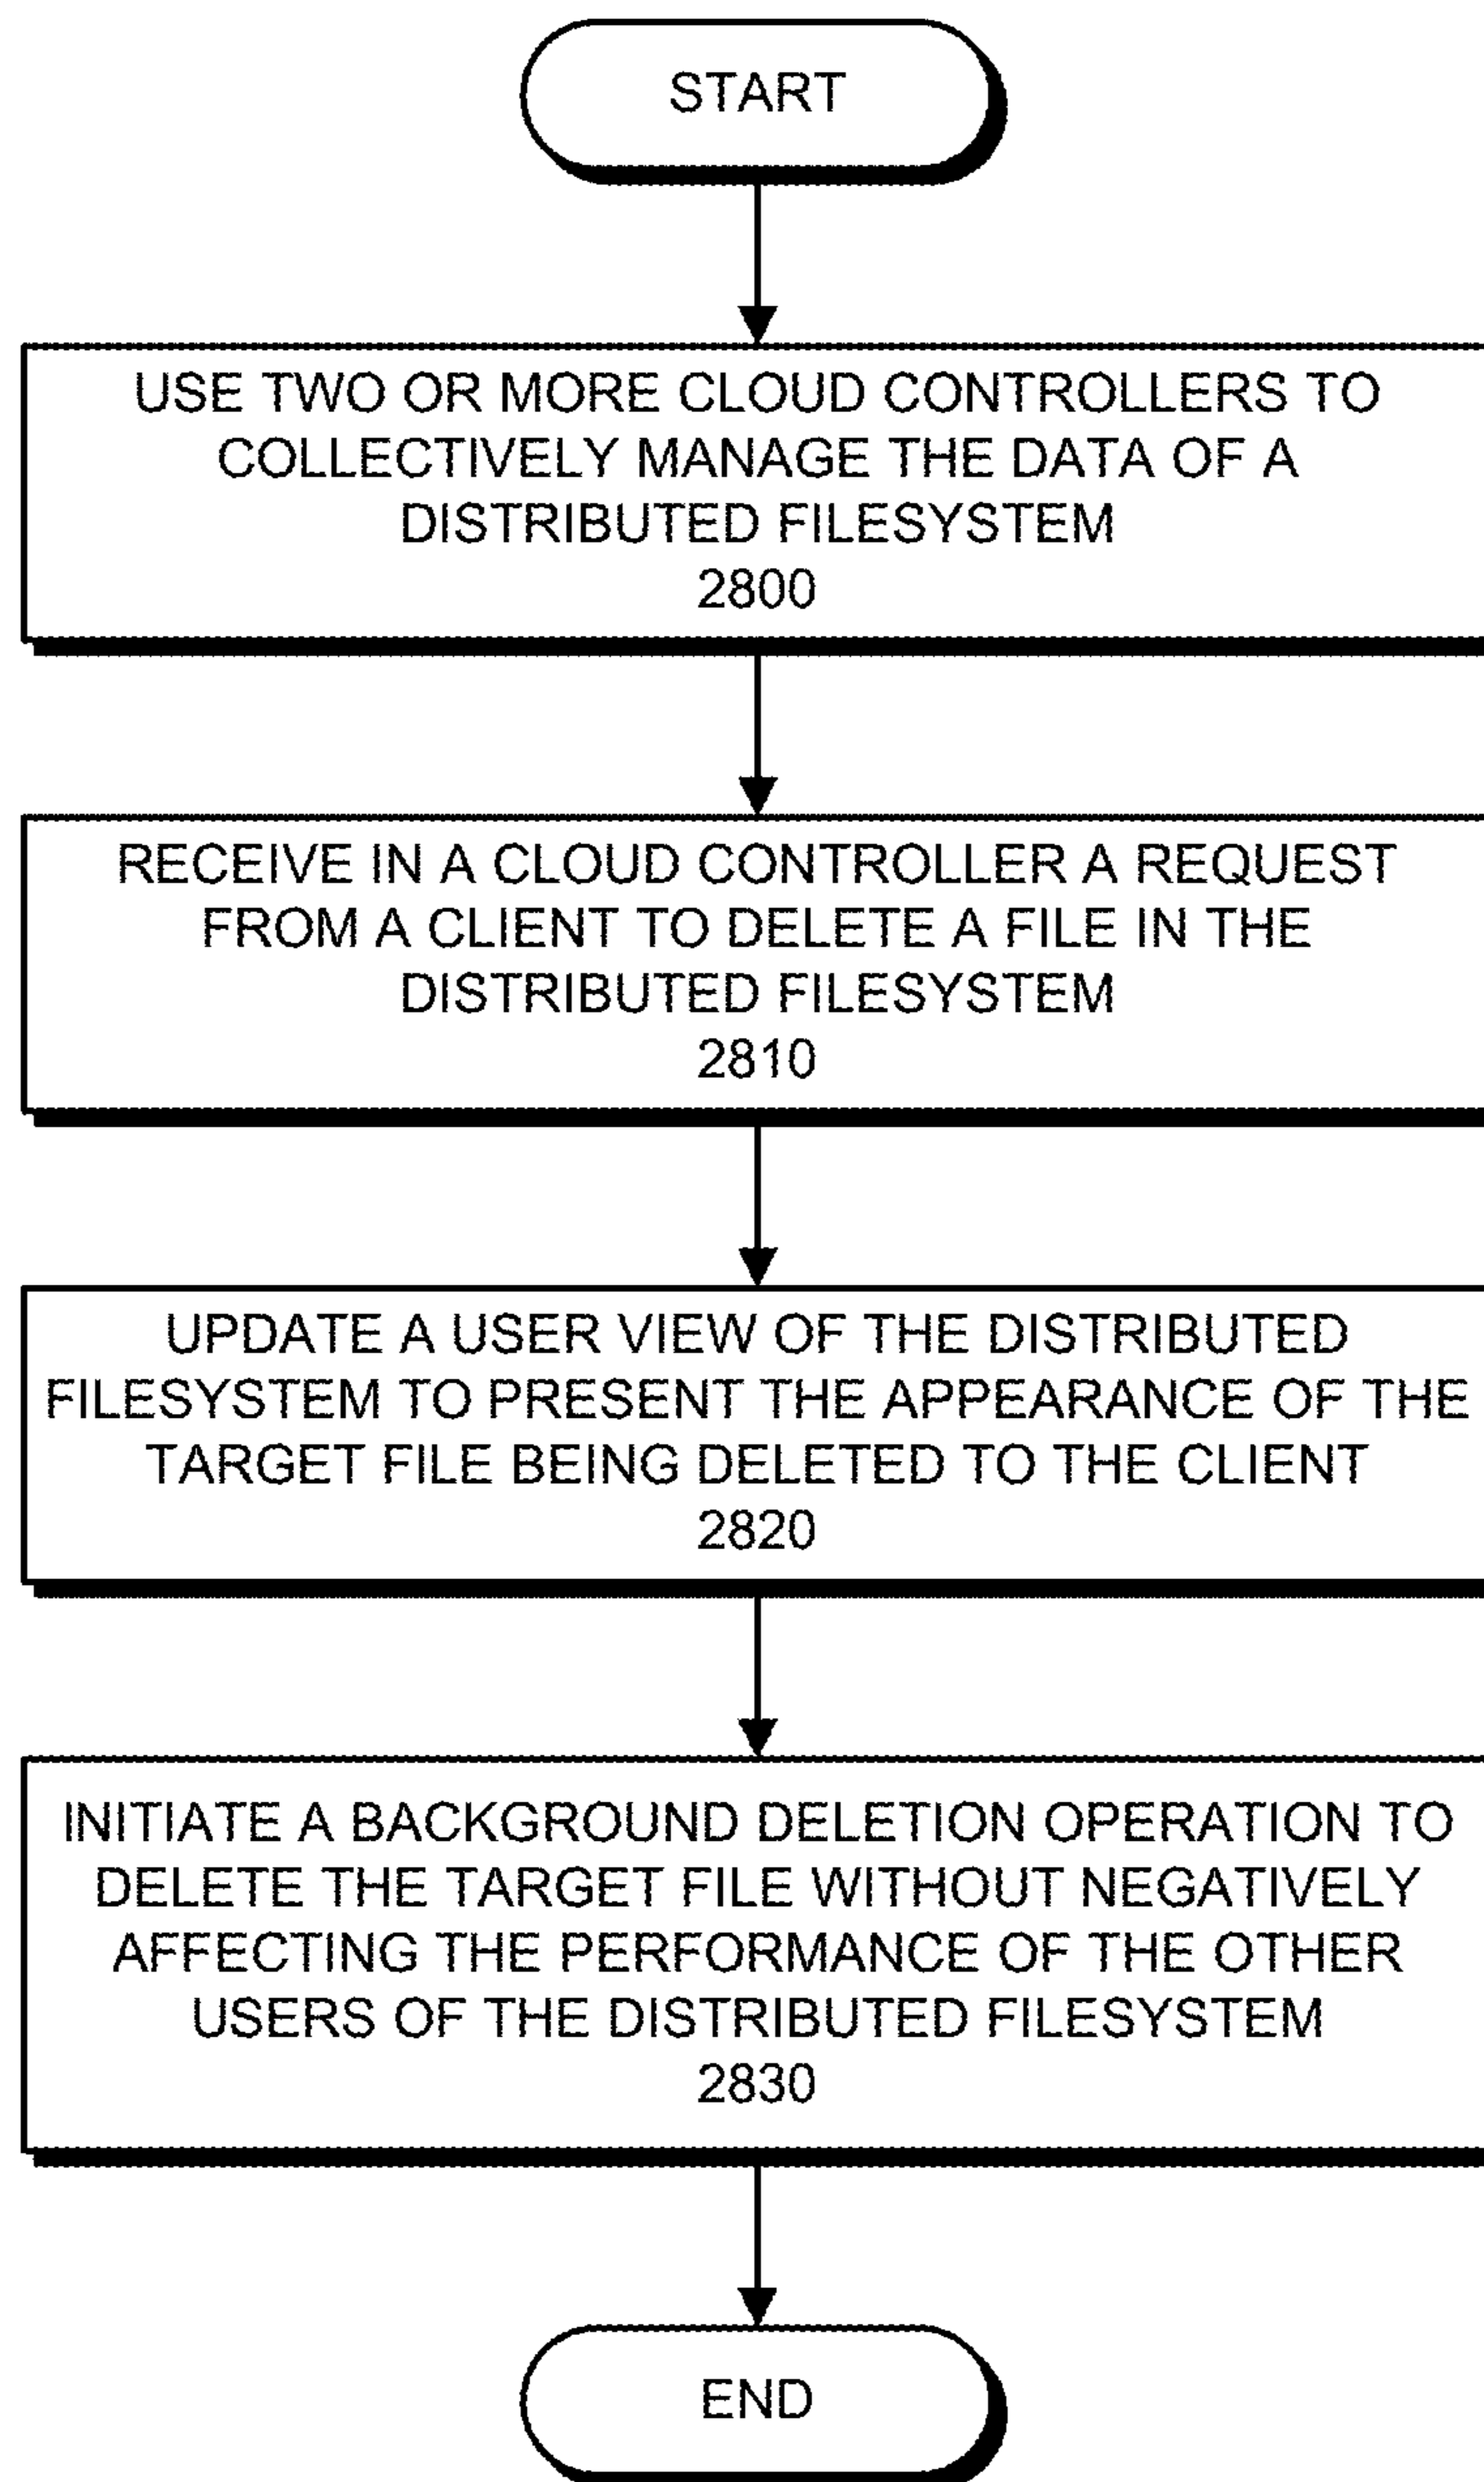 START
USE TWO OR MORE CLOUD CONTROLLERS TO
COLLECTIVELY MANAGE THE DATA OF A
DISTRIBUTED FILESYSTEM
2800
RECEIVE IN A CLOUD CONTROLLER A REQUEST
FROM A CLIENT TO DELETE A FILE IN THE
DISTRIBUTED FILESYSTEM
2810
UPDATE A USER VIEW OF THE DISTRIBUTED
FILESYSTEM TO PRESENT THE APPEARANCE OF THE
TARGET FILE BEING DELETED TO THE CLIENT
2820
INITIATE A BACKGROUND DELETION OPERATION TO
DELETE THE TARGET FILE WITHOUT NEGATIVELY
AFFECTING THE PERFORMANCE OF THE OTHER
USERS OF THE DISTRIBUTED FILESYSTEM
2830
END